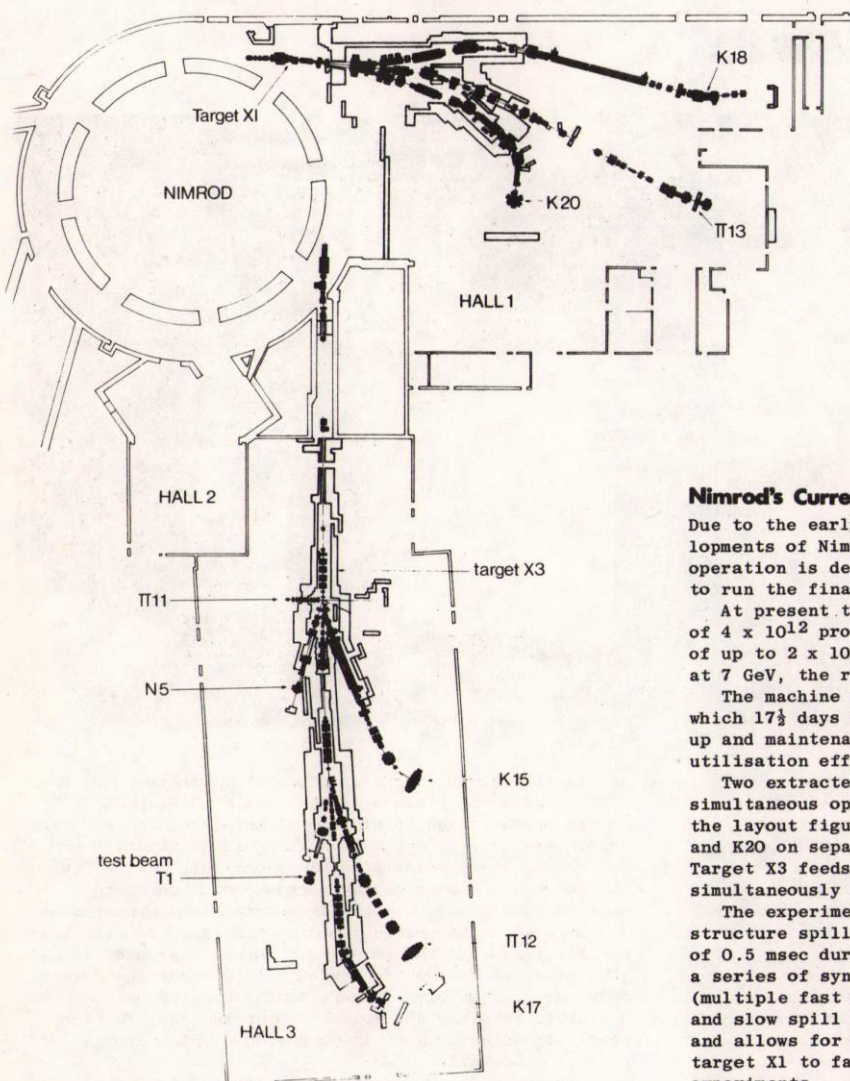 K18
Target XI
NIMROD
K20
π13
HALL 1
HALL 2
target X3
π11
N5
K15
test beam
T1
π12
K17
HALL 3
Nimrod's Curre
Due to the earl
lopments of Nim
operation is de
to run the fina
At present t
of 4 x 10¹² pro
of up to 2 x 10
at 7 GeV, the r
The machine
which 17½ days
up and maintena
utilisation eff
Two extracte
simultaneous op
the layout figu
and K20 on sepa
Target X3 feeds
simultaneously
The experime
structure spill
of 0.5 msec dur
a series of syn
(multiple fast
and slow spill
and allows for
target X1 to fa
experiments